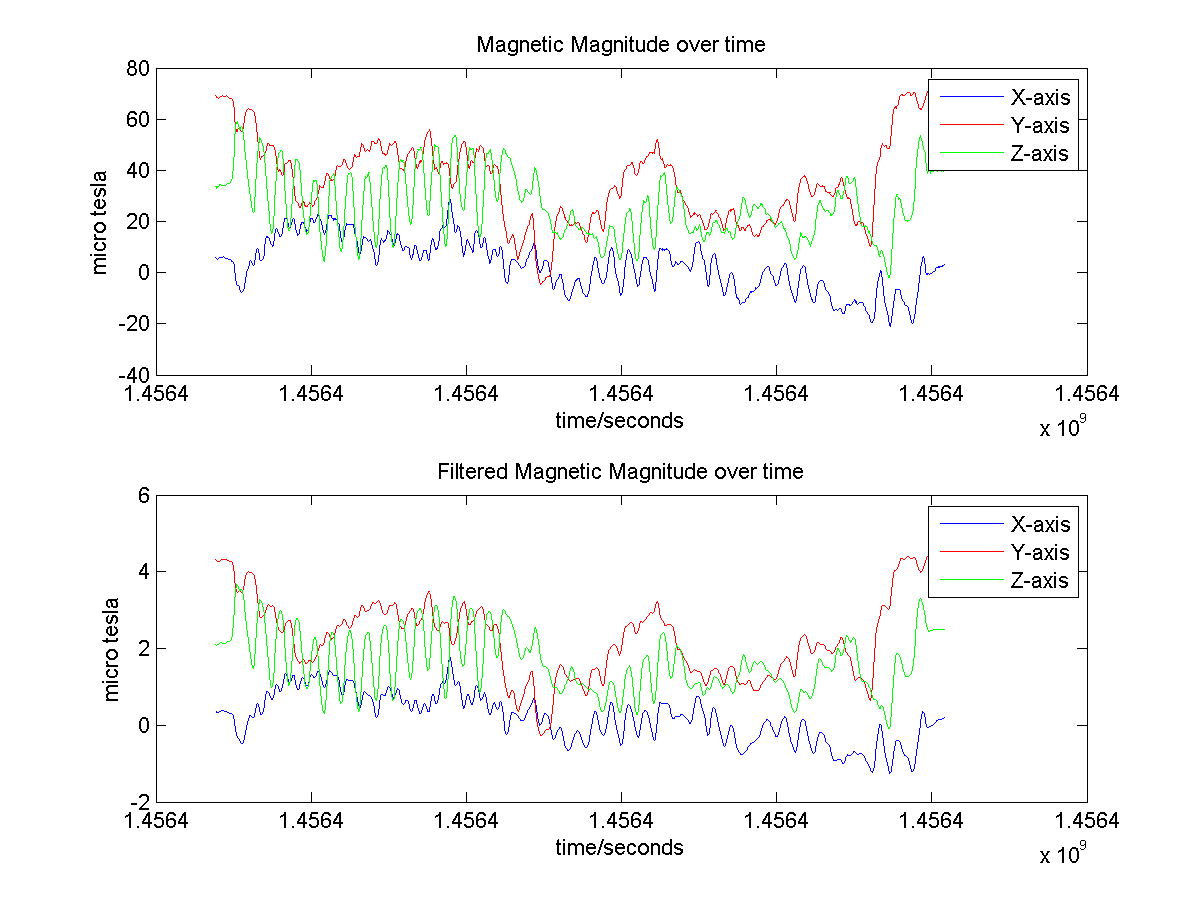 Magnetic Magnitude over time
80
60
40
20
0
-20
-40
micro tesla
X-axis
Y-axis
Z-axis
1.4564 1.4564 1.4564 1.4564 1.4564 1.4564 1.4564
time/seconds
x 10^9
Filtered Magnetic Magnitude over time
6
4
2
0
-2
micro tesla
X-axis
Y-axis
Z-axis
1.4564 1.4564 1.4564 1.4564 1.4564 1.4564 1.4564
time/seconds
x 10^9